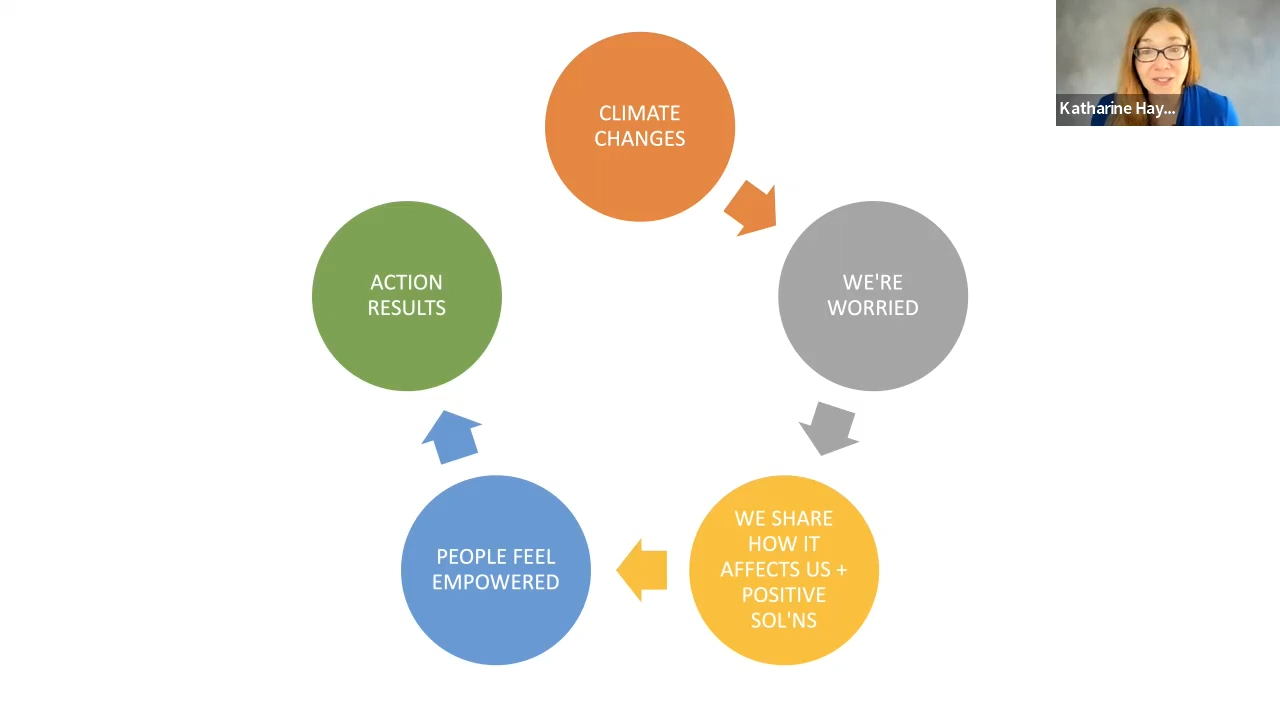 CLIMATE
CHANGES
Katharine Hay...
WE'RE
WORRIED
ACTION
RESULTS
WE SHARE
HOW IT
AFFECTS US +
POSITIVE
SOL'NS
PEOPLE FEEL
EMPOWERED